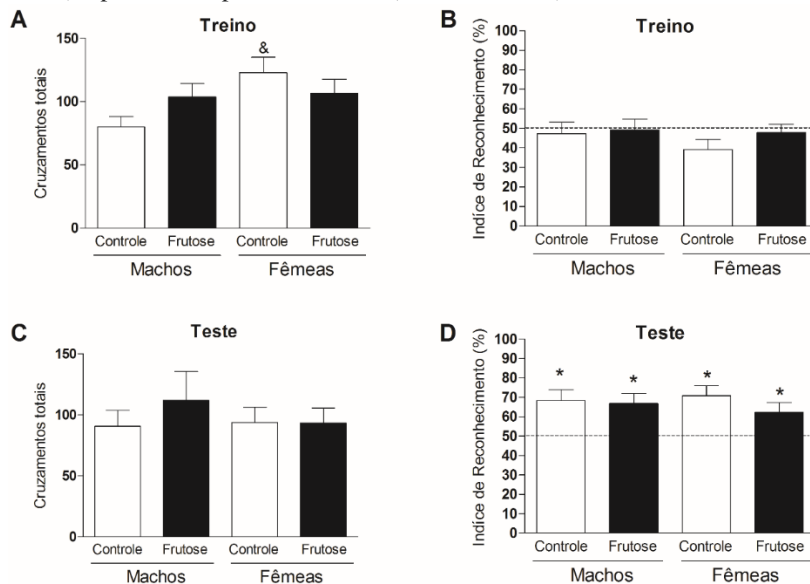 A
Treino
&
Cruzamentos totais
150
100
50
0
Controle Frutose Controle Frutose
Machos Fêmeas
B
Treino
Indíce de Reconhecimento (%)
100
90
80
70
60
50
40
30
20
10
0
Controle Frutose Controle Frutose
Machos Fêmeas
C
Teste
Cruzamentos totais
150
100
50
0
Controle Frutose Controle Frutose
Machos Fêmeas
D
Teste
Indíce de Reconhecimento (%)
100
90
80
70
60
50
40
30
20
10
0
* * * *
Controle Frutose Controle Frutose
Machos Fêmeas